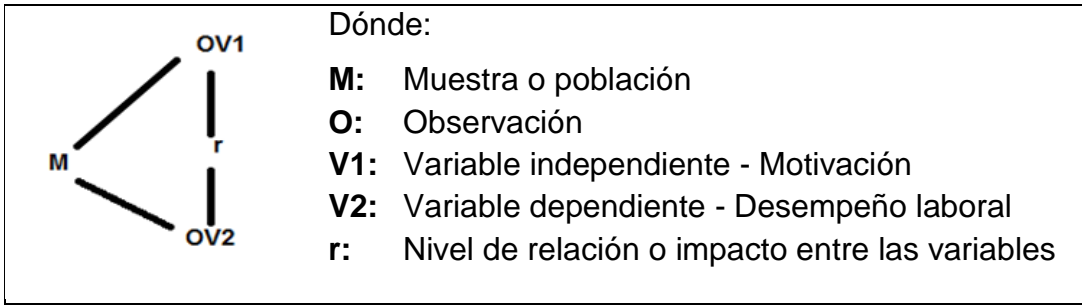 OV1
r
M
OV2
Dónde:
M: Muestra o población
O: Observación
V1: Variable independiente - Motivación
V2: Variable dependiente - Desempeño laboral
r: Nivel de relación o impacto entre las variables